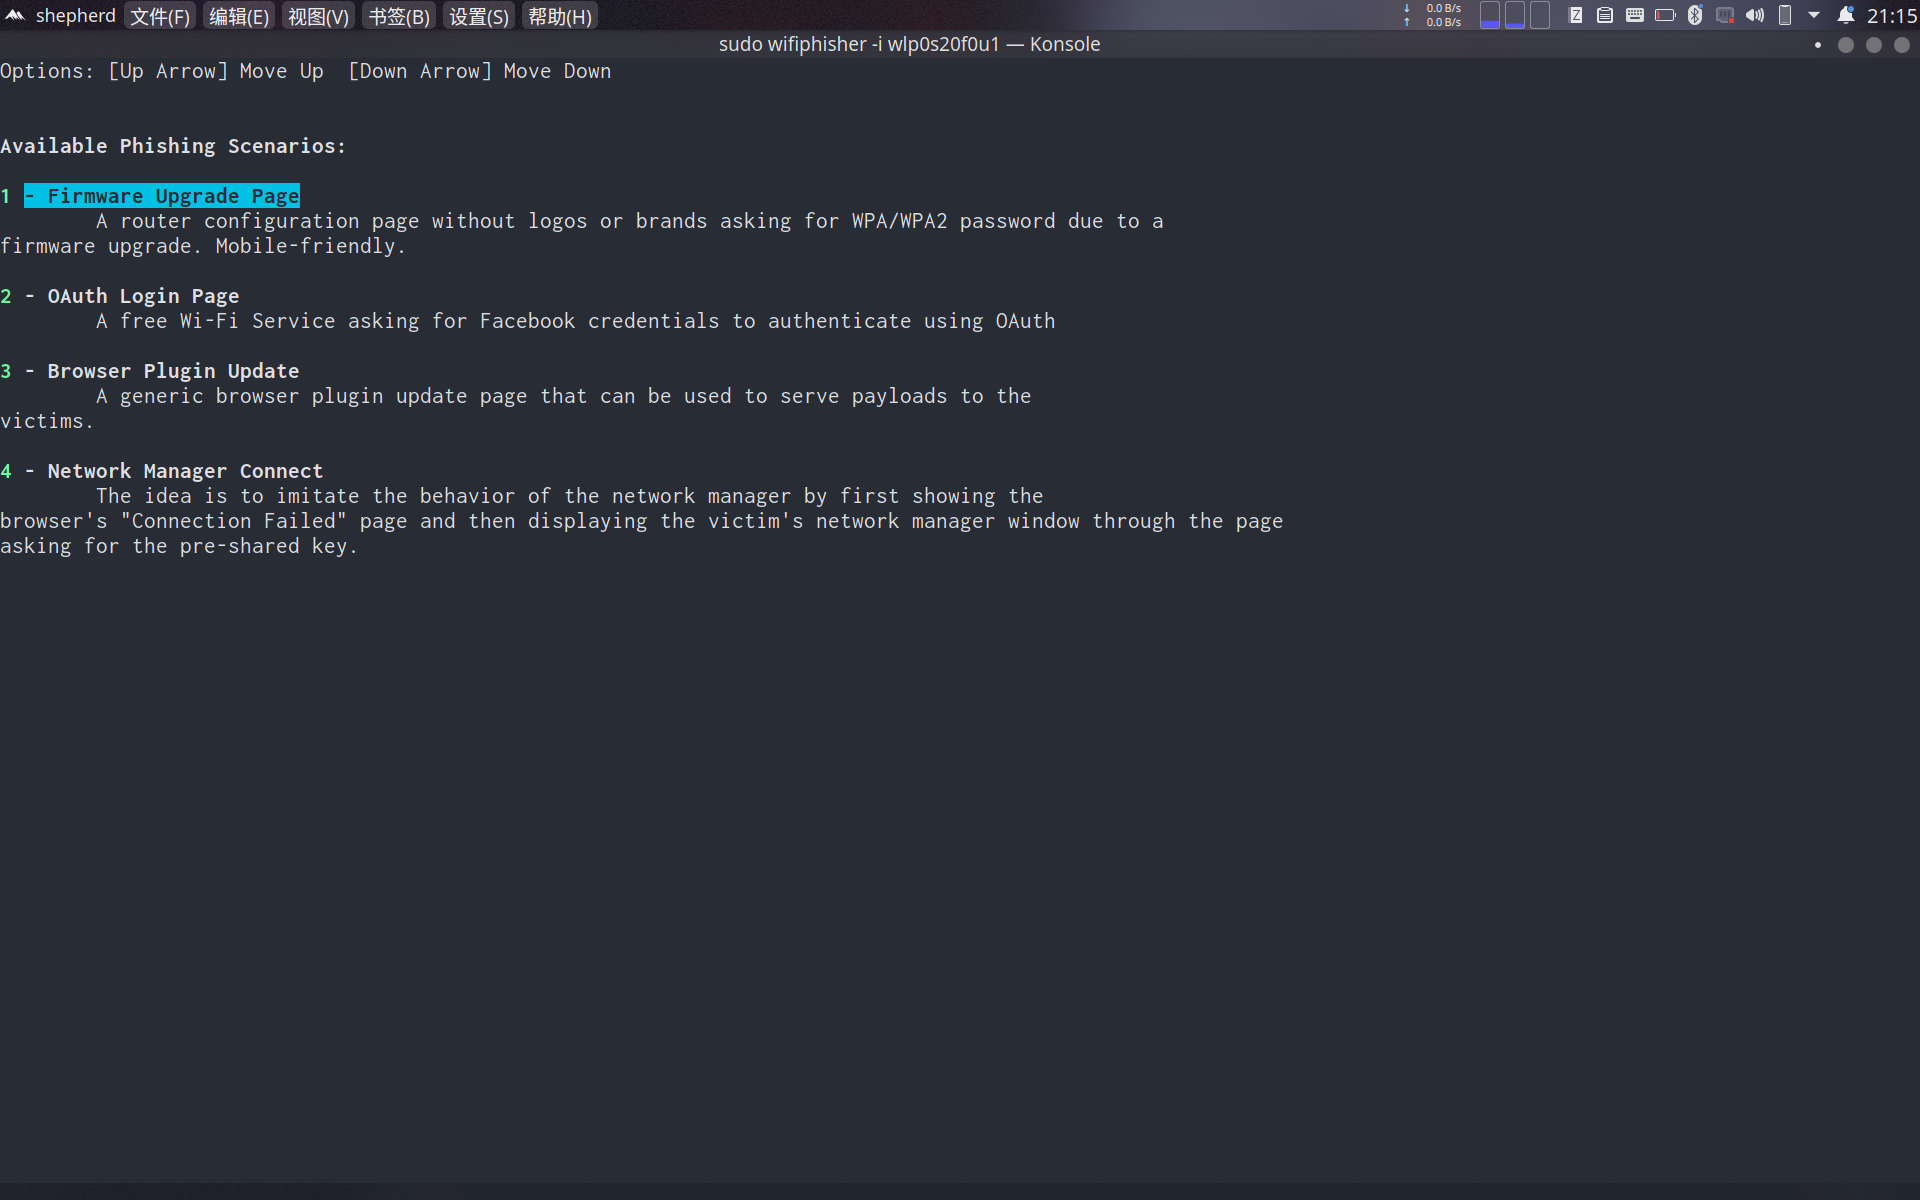 shepherd 文件(F) 编辑(E) 视图(V) 书签(B) 设置(S) 帮助(H) ↓ 0.0 B/s ↑ 0.0 B/s Z 21:15
sudo wifiphisher -i wlp0s20f0u1 — Konsole
Options: [Up Arrow] Move Up  [Down Arrow] Move Down
Available Phishing Scenarios:
1 - Firmware Upgrade Page
A router configuration page without logos or brands asking for WPA/WPA2 password due to a
firmware upgrade. Mobile-friendly.
2 - OAuth Login Page
A free Wi-Fi Service asking for Facebook credentials to authenticate using OAuth
3 - Browser Plugin Update
A generic browser plugin update page that can be used to serve payloads to the
victims.
4 - Network Manager Connect
The idea is to imitate the behavior of the network manager by first showing the
browser's "Connection Failed" page and then displaying the victim's network manager window through the page
asking for the pre-shared key.